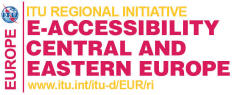 EUROPE
ITU REGIONAL INITIATIVE
E-ACCESSIBILITY
CENTRAL AND
EASTERN EUROPE
www.itu.int/itu-d/EUR/ri